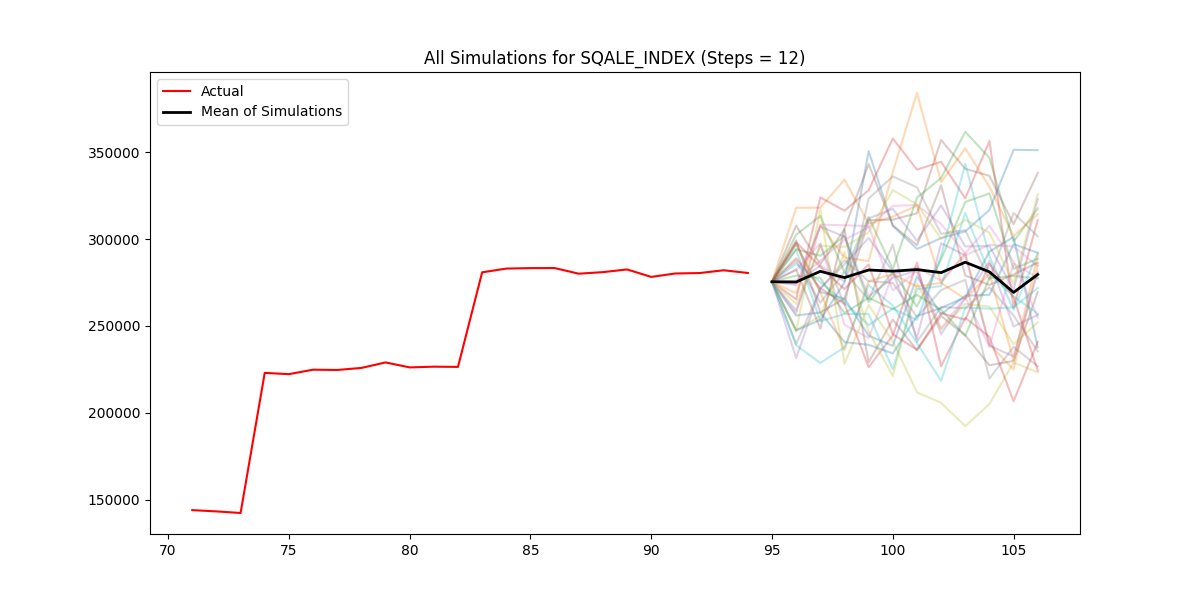 All Simulations for SQALE_INDEX (Steps = 12)
Actual
Mean of Simulations
350000
300000
250000
200000
150000
70 75 80 85 90 95 100 105